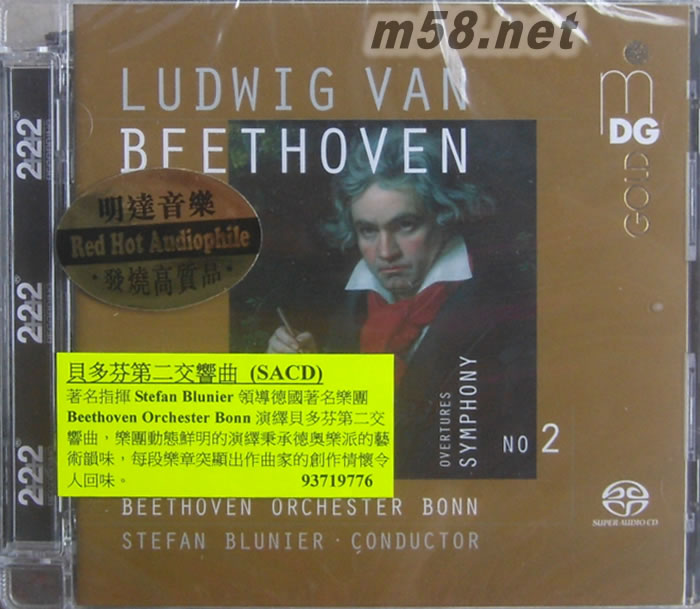 m58.net
LUDWIG VAN
BEETHOVEN
m
DG
GOLD
222
222
222
明達音樂
Red Hot Audiophile
·發燒高質品·
貝多芬第二交響曲 (SACD)
著名指揮 Stefan Blunier 領導德國著名樂團
Beethoven Orchester Bonn 演繹貝多芬第二交
響曲，樂團動態鮮明的演繹秉承德奧樂派的藝
術韻味，每段樂章突顯出作曲家的創作情懷令
人回味。 93719776
OVERTURES
SYMPHONY
NO 2
BEETHOVEN ORCHESTER BONN
STEFAN BLUNIER · CONDUCTOR
SUPER AUDIO CD